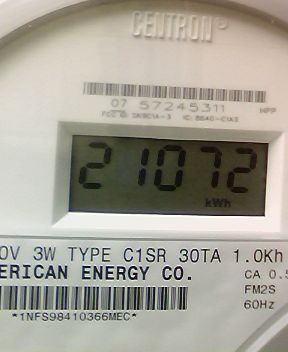 CENTRON®
07 57245311 HPP
21072
kWh
0V 3W TYPE C1SR 30TA 1.0Kh
ERICAN ENERGY CO. CA 0.5
FM2S
*1NFS98410366MEC* 60Hz